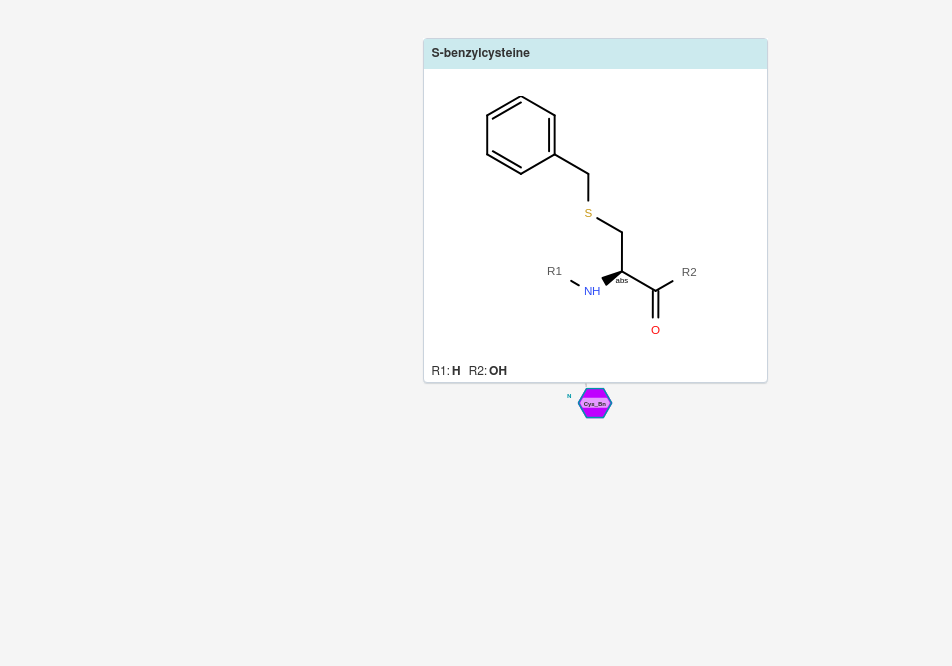 S-benzylcysteine
S
R1
R2
abs
NH
O
R1: H R2: OH
N
Cys_Bn